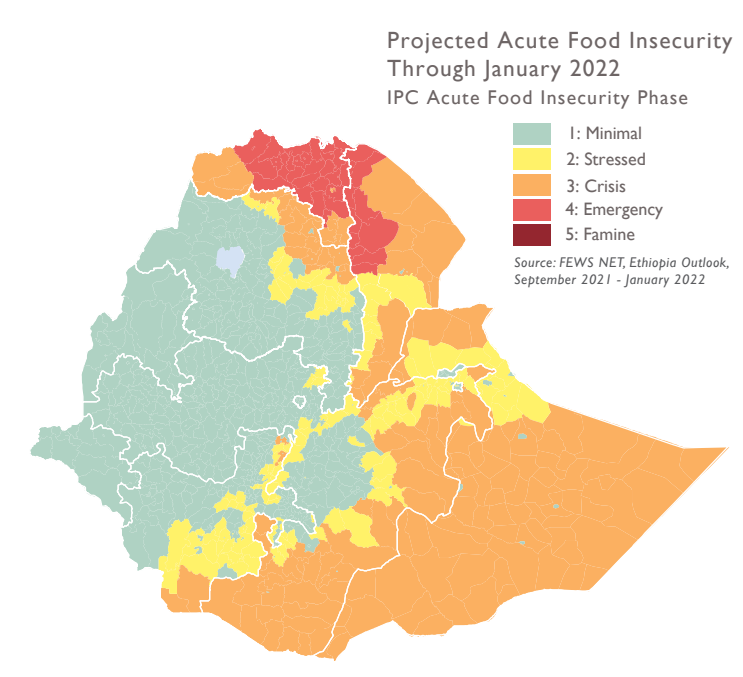 Projected Acute Food Insecurity
Through January 2022
IPC Acute Food Insecurity Phase
1: Minimal
2: Stressed
3: Crisis
4: Emergency
5: Famine
Source: FEWS NET, Ethiopia Outlook,
September 2021 - January 2022